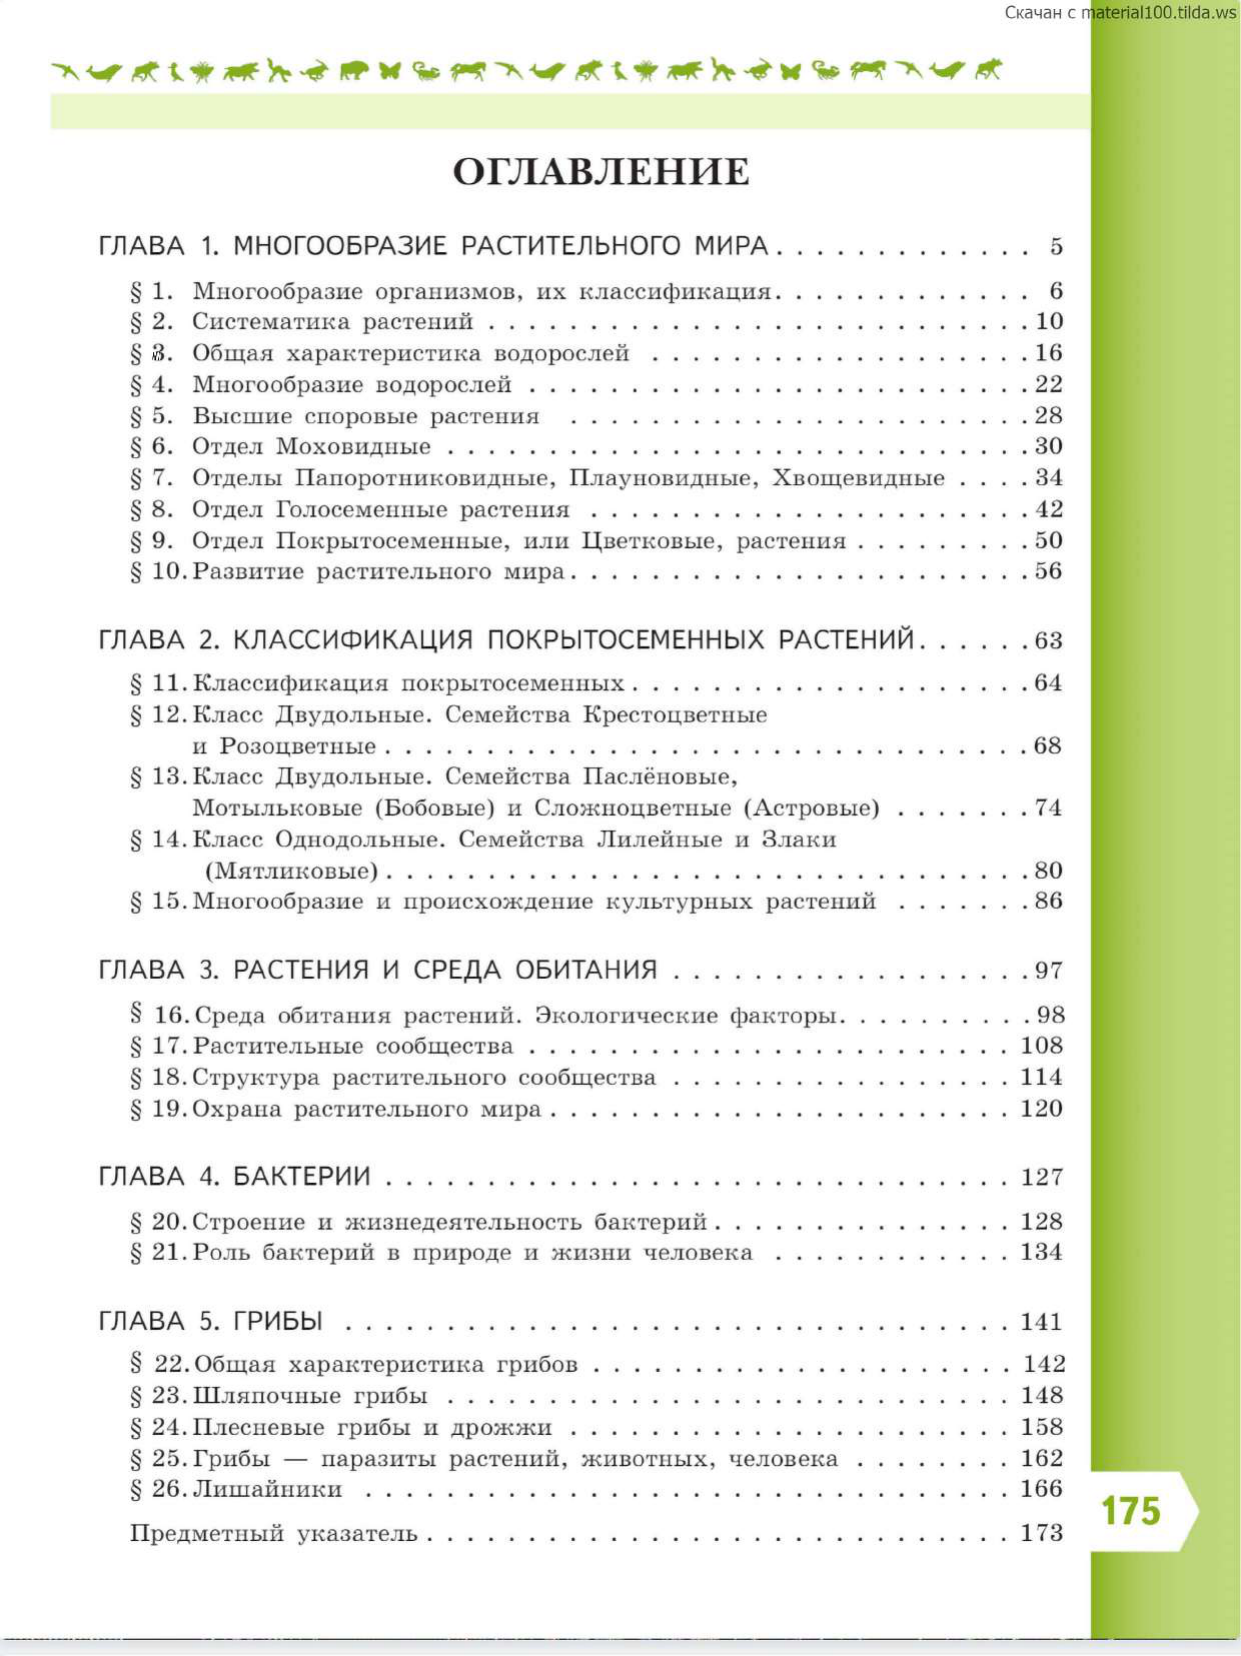 Скачан с material100.tilda.ws
ОГЛАВЛЕНИЕ
ГЛАВА 1. МНОГООБРАЗИЕ РАСТИТЕЛЬНОГО МИРА . . . . . . . . . . . . . 5
§ 1. Многообразие организмов, их классификация. . . . . . . . . . . . . 6
§ 2. Систематика растений . . . . . . . . . . . . . . . . . . . . . . . . . . . 10
§ 3. Общая характеристика водорослей . . . . . . . . . . . . . . . . . . . 16
§ 4. Многообразие водорослей . . . . . . . . . . . . . . . . . . . . . . . . . 22
§ 5. Высшие споровые растения . . . . . . . . . . . . . . . . . . . . . . . 28
§ 6. Отдел Моховидные . . . . . . . . . . . . . . . . . . . . . . . . . . . . . 30
§ 7. Отделы Папоротниковидные, Плауновидные, Хвощевидные . . . . 34
§ 8. Отдел Голосеменные растения . . . . . . . . . . . . . . . . . . . . . . 42
§ 9. Отдел Покрытосеменные, или Цветковые, растения . . . . . . . . . 50
§ 10. Развитие растительного мира . . . . . . . . . . . . . . . . . . . . . . . 56
ГЛАВА 2. КЛАССИФИКАЦИЯ ПОКРЫТОСЕМЕННЫХ РАСТЕНИЙ . . . . . . 63
§ 11. Классификация покрытосеменных . . . . . . . . . . . . . . . . . . . . 64
§ 12. Класс Двудольные. Семейства Крестоцветные
и Розоцветные . . . . . . . . . . . . . . . . . . . . . . . . . . . . . . . . 68
§ 13. Класс Двудольные. Семейства Паслёновые,
Мотыльковые (Бобовые) и Сложноцветные (Астровые) . . . . . . . 74
§ 14. Класс Однодольные. Семейства Лилейные и Злаки
(Мятликовые) . . . . . . . . . . . . . . . . . . . . . . . . . . . . . . . . 80
§ 15. Многообразие и происхождение культурных растений . . . . . . . 86
ГЛАВА 3. РАСТЕНИЯ И СРЕДА ОБИТАНИЯ . . . . . . . . . . . . . . . . . . 97
§ 16. Среда обитания растений. Экологические факторы. . . . . . . . . . 98
§ 17. Растительные сообщества . . . . . . . . . . . . . . . . . . . . . . . . 108
§ 18. Структура растительного сообщества . . . . . . . . . . . . . . . . . 114
§ 19. Охрана растительного мира . . . . . . . . . . . . . . . . . . . . . . . 120
ГЛАВА 4. БАКТЕРИИ . . . . . . . . . . . . . . . . . . . . . . . . . . . . . . . 127
§ 20. Строение и жизнедеятельность бактерий . . . . . . . . . . . . . . . 128
§ 21. Роль бактерий в природе и жизни человека . . . . . . . . . . . . 134
ГЛАВА 5. ГРИБЫ . . . . . . . . . . . . . . . . . . . . . . . . . . . . . . . . . 141
§ 22. Общая характеристика грибов . . . . . . . . . . . . . . . . . . . . . 142
§ 23. Шляпочные грибы . . . . . . . . . . . . . . . . . . . . . . . . . . . . 148
§ 24. Плесневые грибы и дрожжи . . . . . . . . . . . . . . . . . . . . . . 158
§ 25. Грибы — паразиты растений, животных, человека . . . . . . . . 162
§ 26. Лишайники . . . . . . . . . . . . . . . . . . . . . . . . . . . . . . . . 166
Предметный указатель . . . . . . . . . . . . . . . . . . . . . . . . . . . . . 173
175